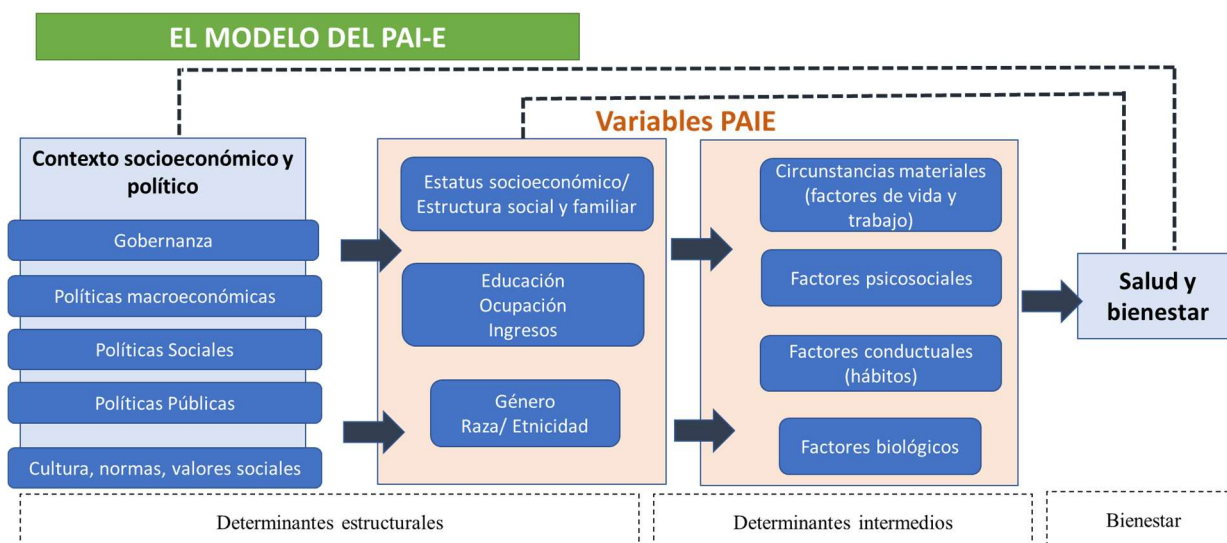 EL MODELO DEL PAI-E
Variables PAIE
Contexto socioeconómico y
político
Gobernanza
Políticas macroeconómicas
Políticas Sociales
Políticas Públicas
Cultura, normas, valores sociales
Estatus socioeconómico/
Estructura social y familiar
Educación
Ocupación
Ingresos
Género
Raza/ Etnicidad
Circunstancias materiales
(factores de vida y
trabajo)
Factores psicosociales
Factores conductuales
(hábitos)
Factores biológicos
Salud y
bienestar
Determinantes estructurales
Determinantes intermedios
Bienestar